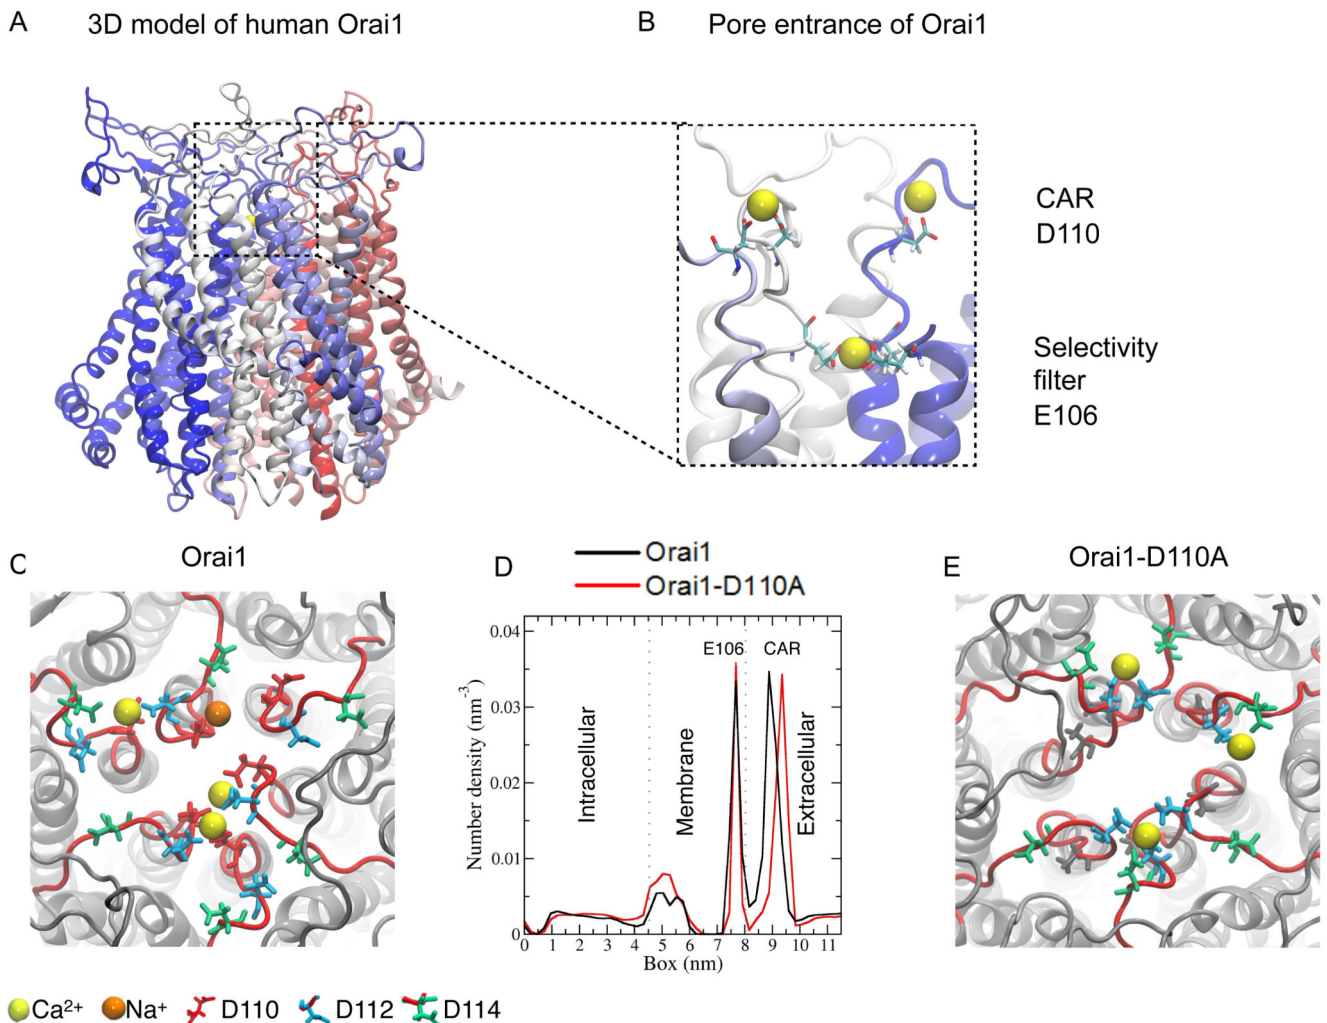 A
3D model of human Orai1
B
Pore entrance of Orai1
CAR
D110
Selectivity
filter
E106
C
Orai1
D
Orai1
Orai1-D110A
E
Orai1-D110A
0.04
0.03
0.02
0.01
0
Number density (nm⁻³)
E106
CAR
Intracellular
Membrane
Extracellular
0 1 2 3 4 5 6 7 8 9 10 11
Box (nm)
Ca²⁺
Na⁺
D110
D112
D114